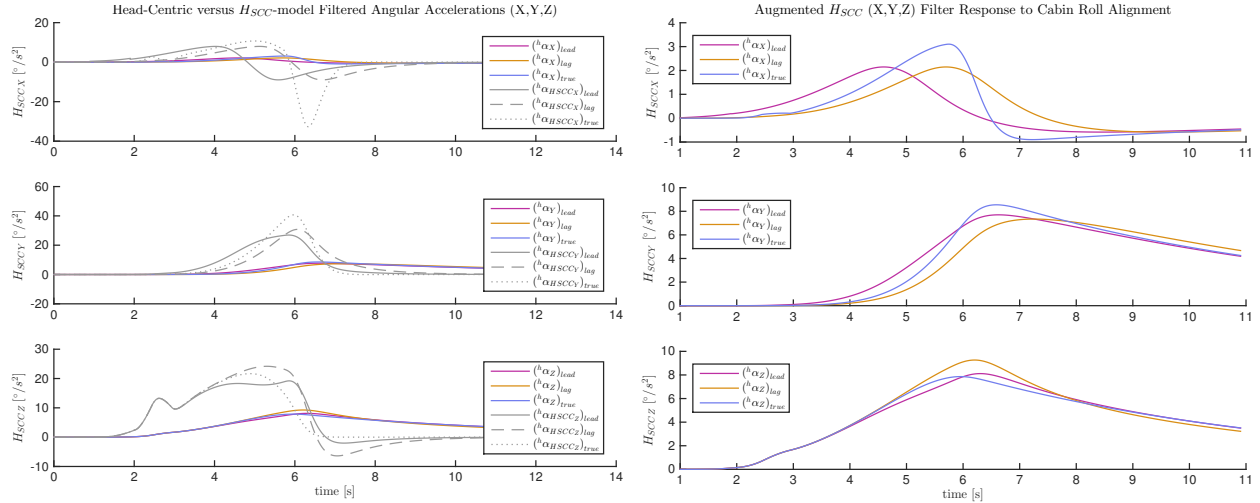 Head-Centric versus H_SCC-model Filtered Angular Accelerations (X,Y,Z)
20
0
-20
-40
H_SCCX [°/s²]
(ʰα_X)_lead
(ʰα_X)_lag
(ʰα_X)_true
(ʰα_HSCCX)_lead
(ʰα_HSCCX)_lag
(ʰα_HSCCX)_true
0 2 4 6 8 10 12 14
60
40
20
0
-20
H_SCCY [°/s²]
(ʰα_Y)_lead
(ʰα_Y)_lag
(ʰα_Y)_true
(ʰα_HSCCY)_lead
(ʰα_HSCCY)_lag
(ʰα_HSCCY)_true
0 2 4 6 8 10 12 14
30
20
10
0
-10
H_SCCZ [°/s²]
(ʰα_Z)_lead
(ʰα_Z)_lag
(ʰα_Z)_true
(ʰα_HSCCZ)_lead
(ʰα_HSCCZ)_lag
(ʰα_HSCCZ)_true
0 2 4 6 8 10 12 14
time [s]
Augmented H_SCC (X,Y,Z) Filter Response to Cabin Roll Alignment
4
3
2
1
0
-1
H_SCCX [°/s²]
(ʰα_X)_lead
(ʰα_X)_lag
(ʰα_X)_true
1 2 3 4 5 6 7 8 9 10 11
10
8
6
4
2
0
H_SCCY [°/s²]
(ʰα_Y)_lead
(ʰα_Y)_lag
(ʰα_Y)_true
1 2 3 4 5 6 7 8 9 10 11
10
8
6
4
2
0
H_SCCZ [°/s²]
(ʰα_Z)_lead
(ʰα_Z)_lag
(ʰα_Z)_true
1 2 3 4 5 6 7 8 9 10 11
time [s]